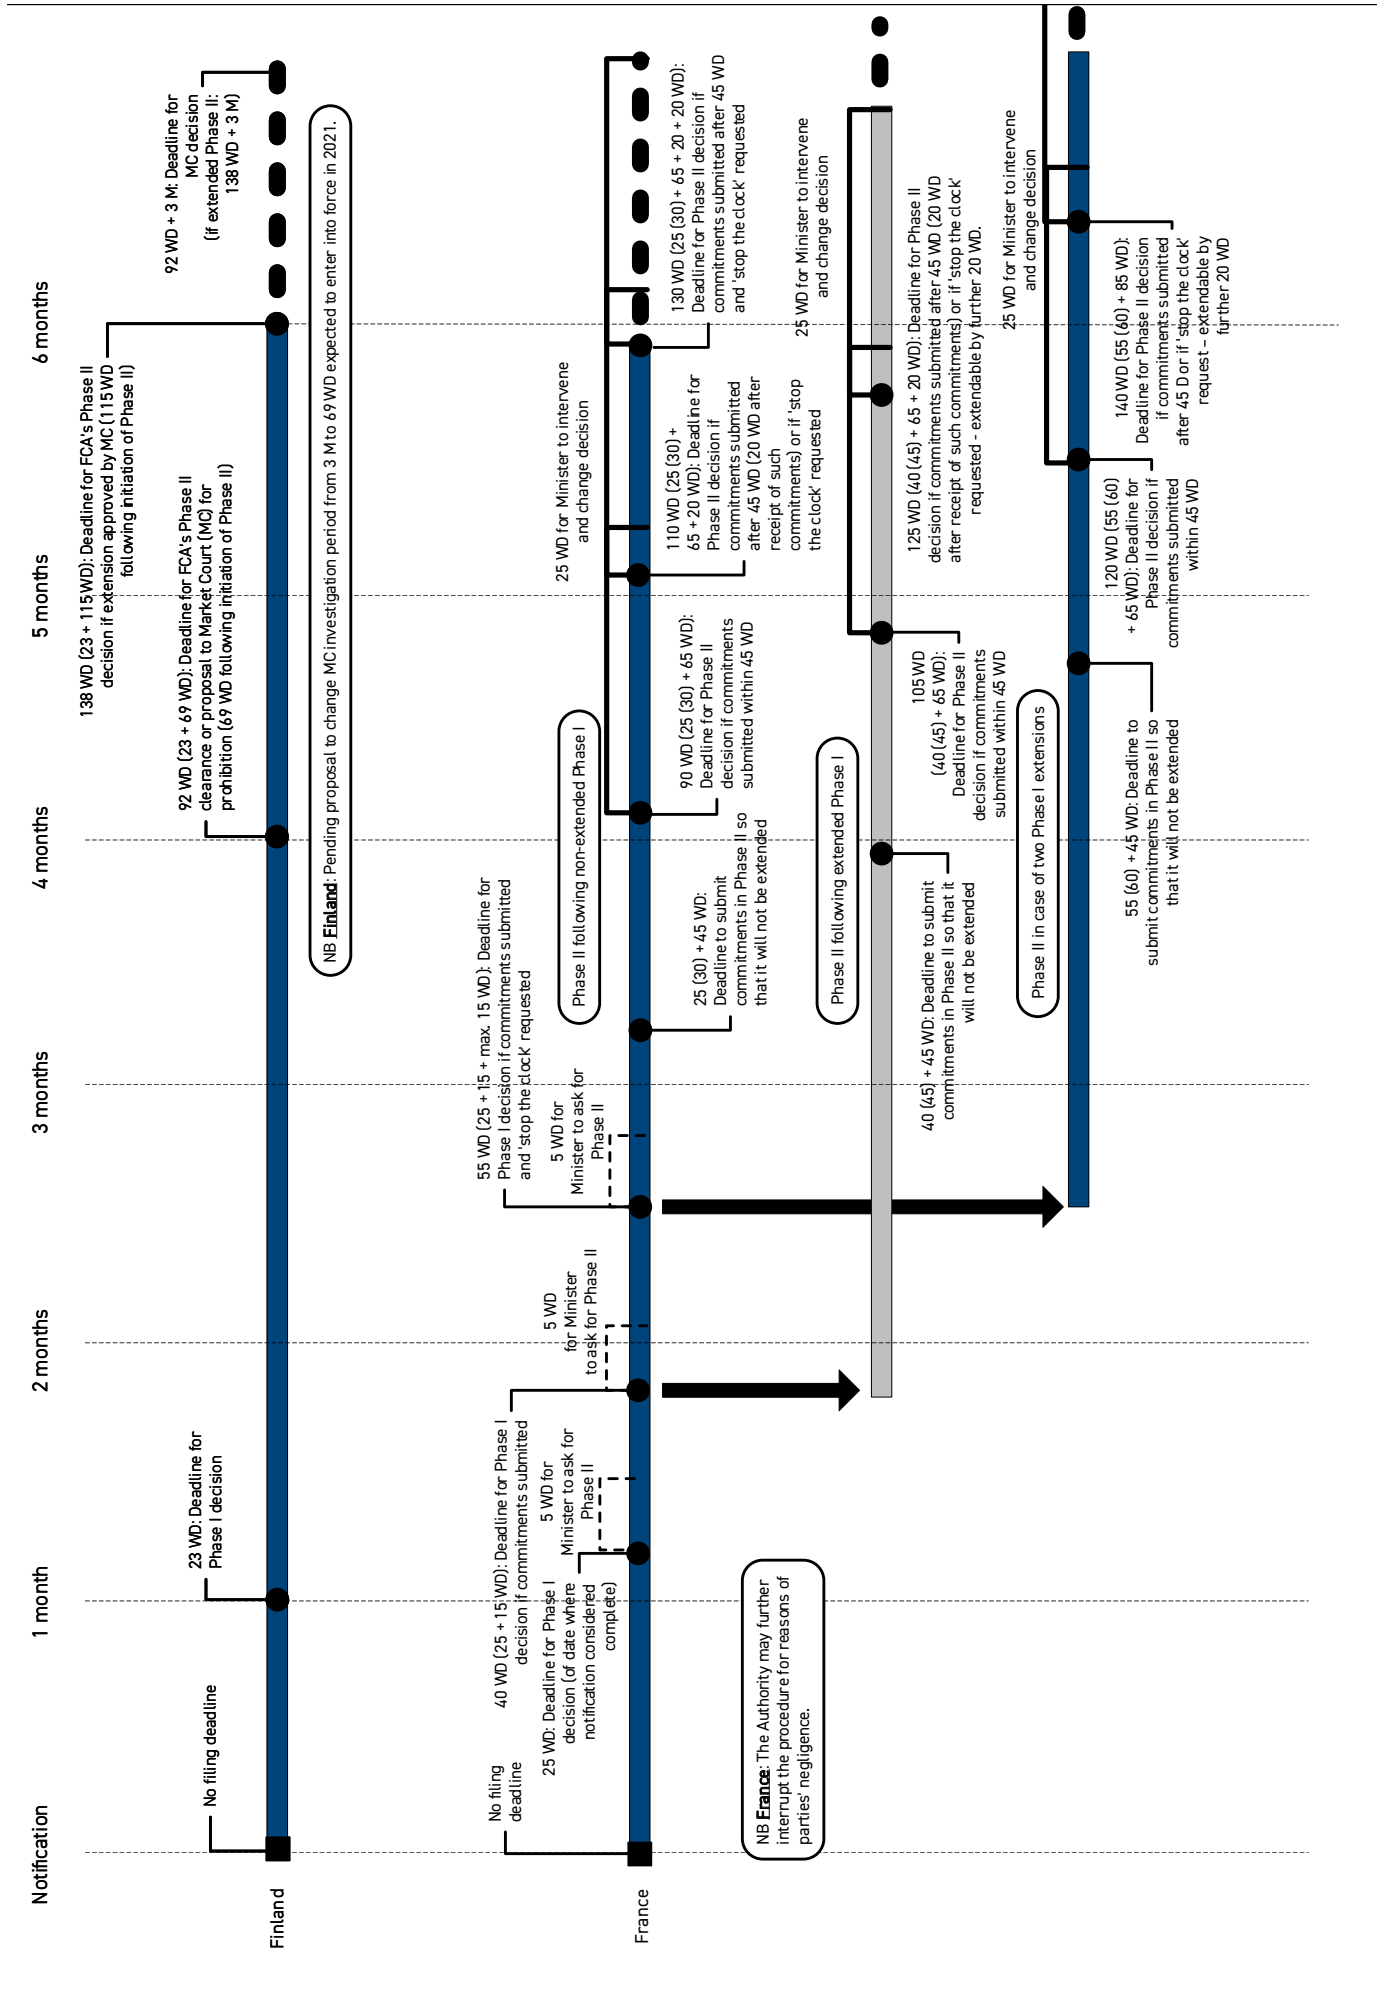 Notification
1 month
2 months
3 months
4 months
5 months
6 months
Finland
No filing deadline
23 WD: Deadline for
Phase I decision
92 WD (23 + 69 WD): Deadline for FCA's Phase II
clearance or proposal to Market Court (MC) for
prohibition (69 WD following initiation of Phase II)
138 WD (23 + 115WD): Deadline for FCA's Phase II
decision if extension approved by MC (115WD
following initiation of Phase II)
92 WD + 3 M: Deadline for
MC decision
(if extended Phase II:
138 WD + 3 M)
NB Finland: Pending proposal to change MC investigation period from 3 M to 69 WD expected to enter into force in 2021.
France
No filing
deadline
25 WD: Deadline for Phase I
decision (of date where
notification considered
complete)
5 WD for
Minister to ask for
Phase II
40 WD (25 + 15 WD): Deadline for Phase I
decision if commitments submitted
5 WD
for Minister
to ask for Phase II
55 WD (25 + 15 + max. 15 WD): Deadline for
Phase I decision if commitments submitted
and 'stop the clock' requested
5 WD for
Minister to ask for
Phase II
Phase II following non-extended Phase I
25 (30) + 45 WD:
Deadline to submit
commitments in Phase II so
that it will not be extended
90 WD (25 (30) + 65 WD):
Deadline for Phase II
decision if commitments
submitted within 45 WD
25 WD for Minister to intervene
and change decision
110 WD (25 (30) +
65 + 20 WD): Deadline for
Phase II decision if
commitments submitted
after 45 WD (20 WD after
receipt of such
commitments) or if 'stop
the clock' requested
130 WD (25 (30) + 65 + 20 + 20 WD):
Deadline for Phase II decision if
commitments submitted after 45 WD
and 'stop the clock' requested
NB France: The Authority may further
interrupt the procedure for reasons of
parties' negligence.
Phase II following extended Phase I
40 (45) + 45 WD: Deadline to submit
commitments in Phase II so that it
will not be extended
105 WD
(40 (45) + 65 WD):
Deadline for Phase II
decision if commitments
submitted within 45 WD
25 WD for Minister to intervene
and change decision
125 WD (40 (45) + 65 + 20 WD): Deadline for Phase II
decision if commitments submitted after 45 WD (20 WD
after receipt of such commitments) or if 'stop the clock'
requested - extendable by further 20 WD.
Phase II in case of two Phase I extensions
55 (60) + 45 WD: Deadline to
submit commitments in Phase II so
that it will not be extended
120 WD (55 (60)
+ 65 WD): Deadline for
Phase II decision if
commitments submitted
within 45 WD
25 WD for Minister to intervene
and change decision
140 WD (55 (60) + 85 WD):
Deadline for Phase II decision
if commitments submitted
after 45 D or if 'stop the clock'
request – extendable by
further 20 WD